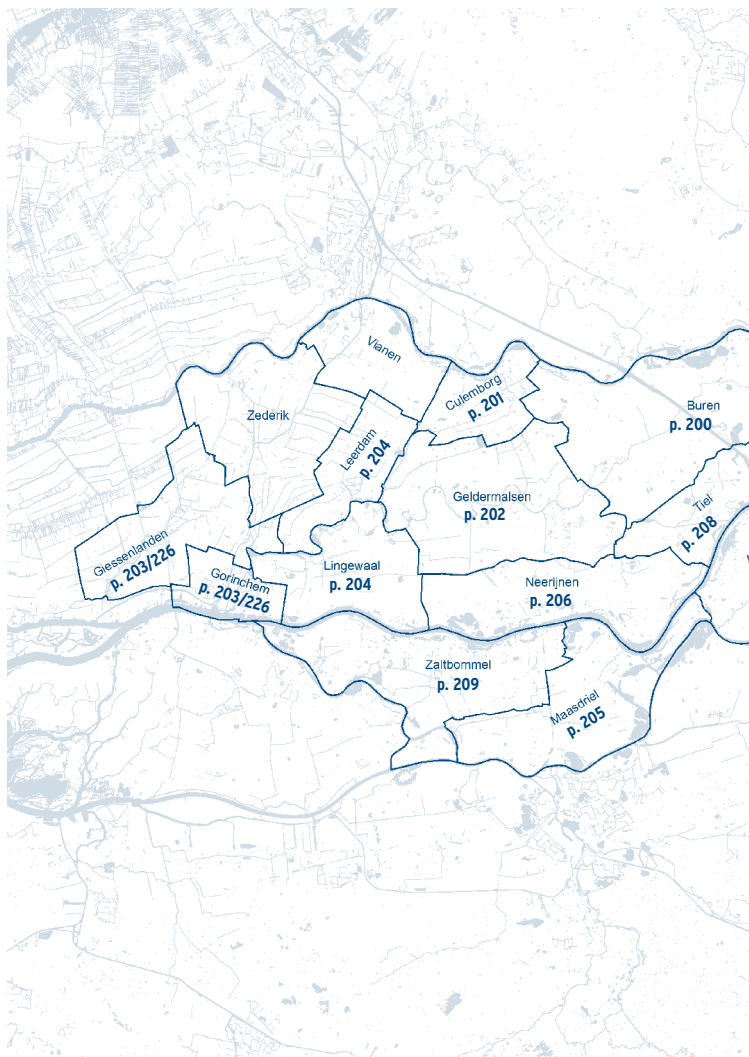 Vianen
Culemborg
p. 201
Zederik
Buren
p. 200
Leerdam
p. 204
Geldermalsen
p. 202
Tiel
p. 208
Giessenlanden
p. 203/226
Gorinchem
p. 203/226
Lingewaal
p. 204
Neerijnen
p. 206
Zaltbommel
p. 209
Maasdriel
p. 205